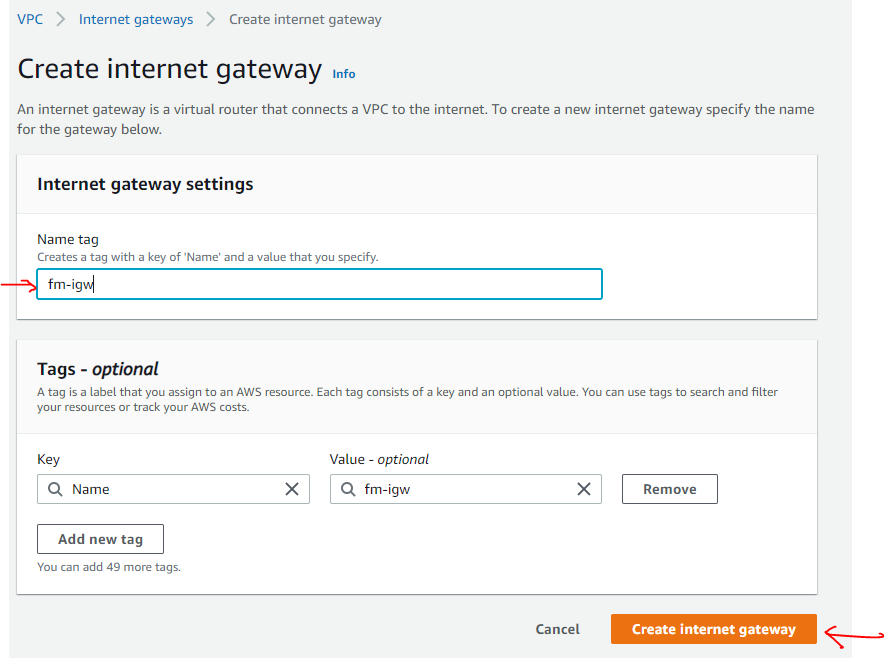 VPC > Internet gateways > Create internet gateway
Create internet gateway Info
An internet gateway is a virtual router that connects a VPC to the internet. To create a new internet gateway specify the name
for the gateway below.
Internet gateway settings
Name tag
Creates a tag with a key of 'Name' and a value that you specify.
fm-igw
Tags - optional
A tag is a label that you assign to an AWS resource. Each tag consists of a key and an optional value. You can use tags to search and filter
your resources or track your AWS costs.
Key Value - optional
Name fm-igw Remove
Add new tag
You can add 49 more tags.
Cancel Create internet gateway